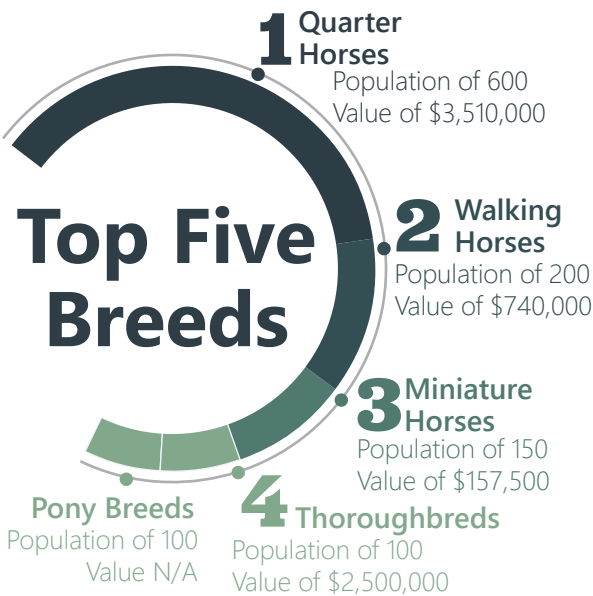 Top Five
Breeds
1 Quarter
Horses
Population of 600
Value of $3,510,000
2 Walking
Horses
Population of 200
Value of $740,000
3 Miniature
Horses
Population of 150
Value of $157,500
4 Thoroughbreds
Population of 100
Value of $2,500,000
Pony Breeds
Population of 100
Value N/A